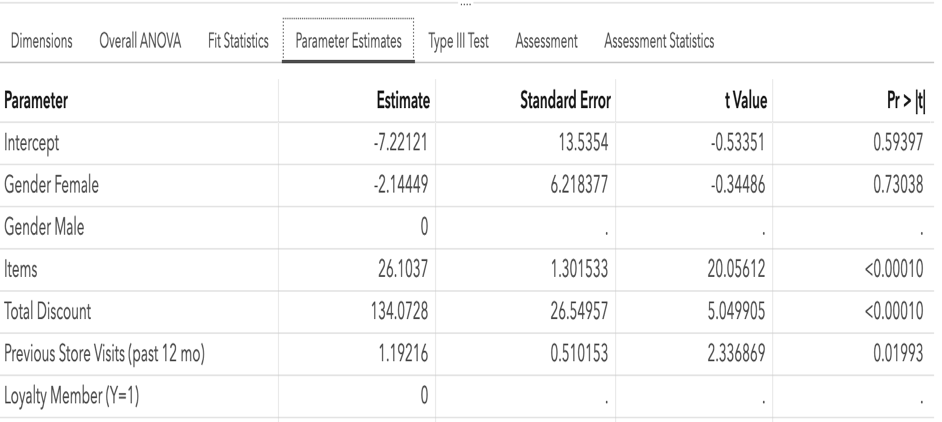 Dimensions Overall ANOVA Fit Statistics Parameter Estimates Type III Test Assessment Assessment Statistics
Parameter Estimate Standard Error t Value Pr > |t|
Intercept -7.22121 13.5354 -0.53351 0.59397
Gender Female -2.14449 6.218377 -0.34486 0.73038
Gender Male 0 . . .
Items 26.1037 1.301533 20.05612 <0.00010
Total Discount 134.0728 26.54957 5.049905 <0.00010
Previous Store Visits (past 12 mo) 1.19216 0.510153 2.336869 0.01993
Loyalty Member (Y=1) 0 . . .